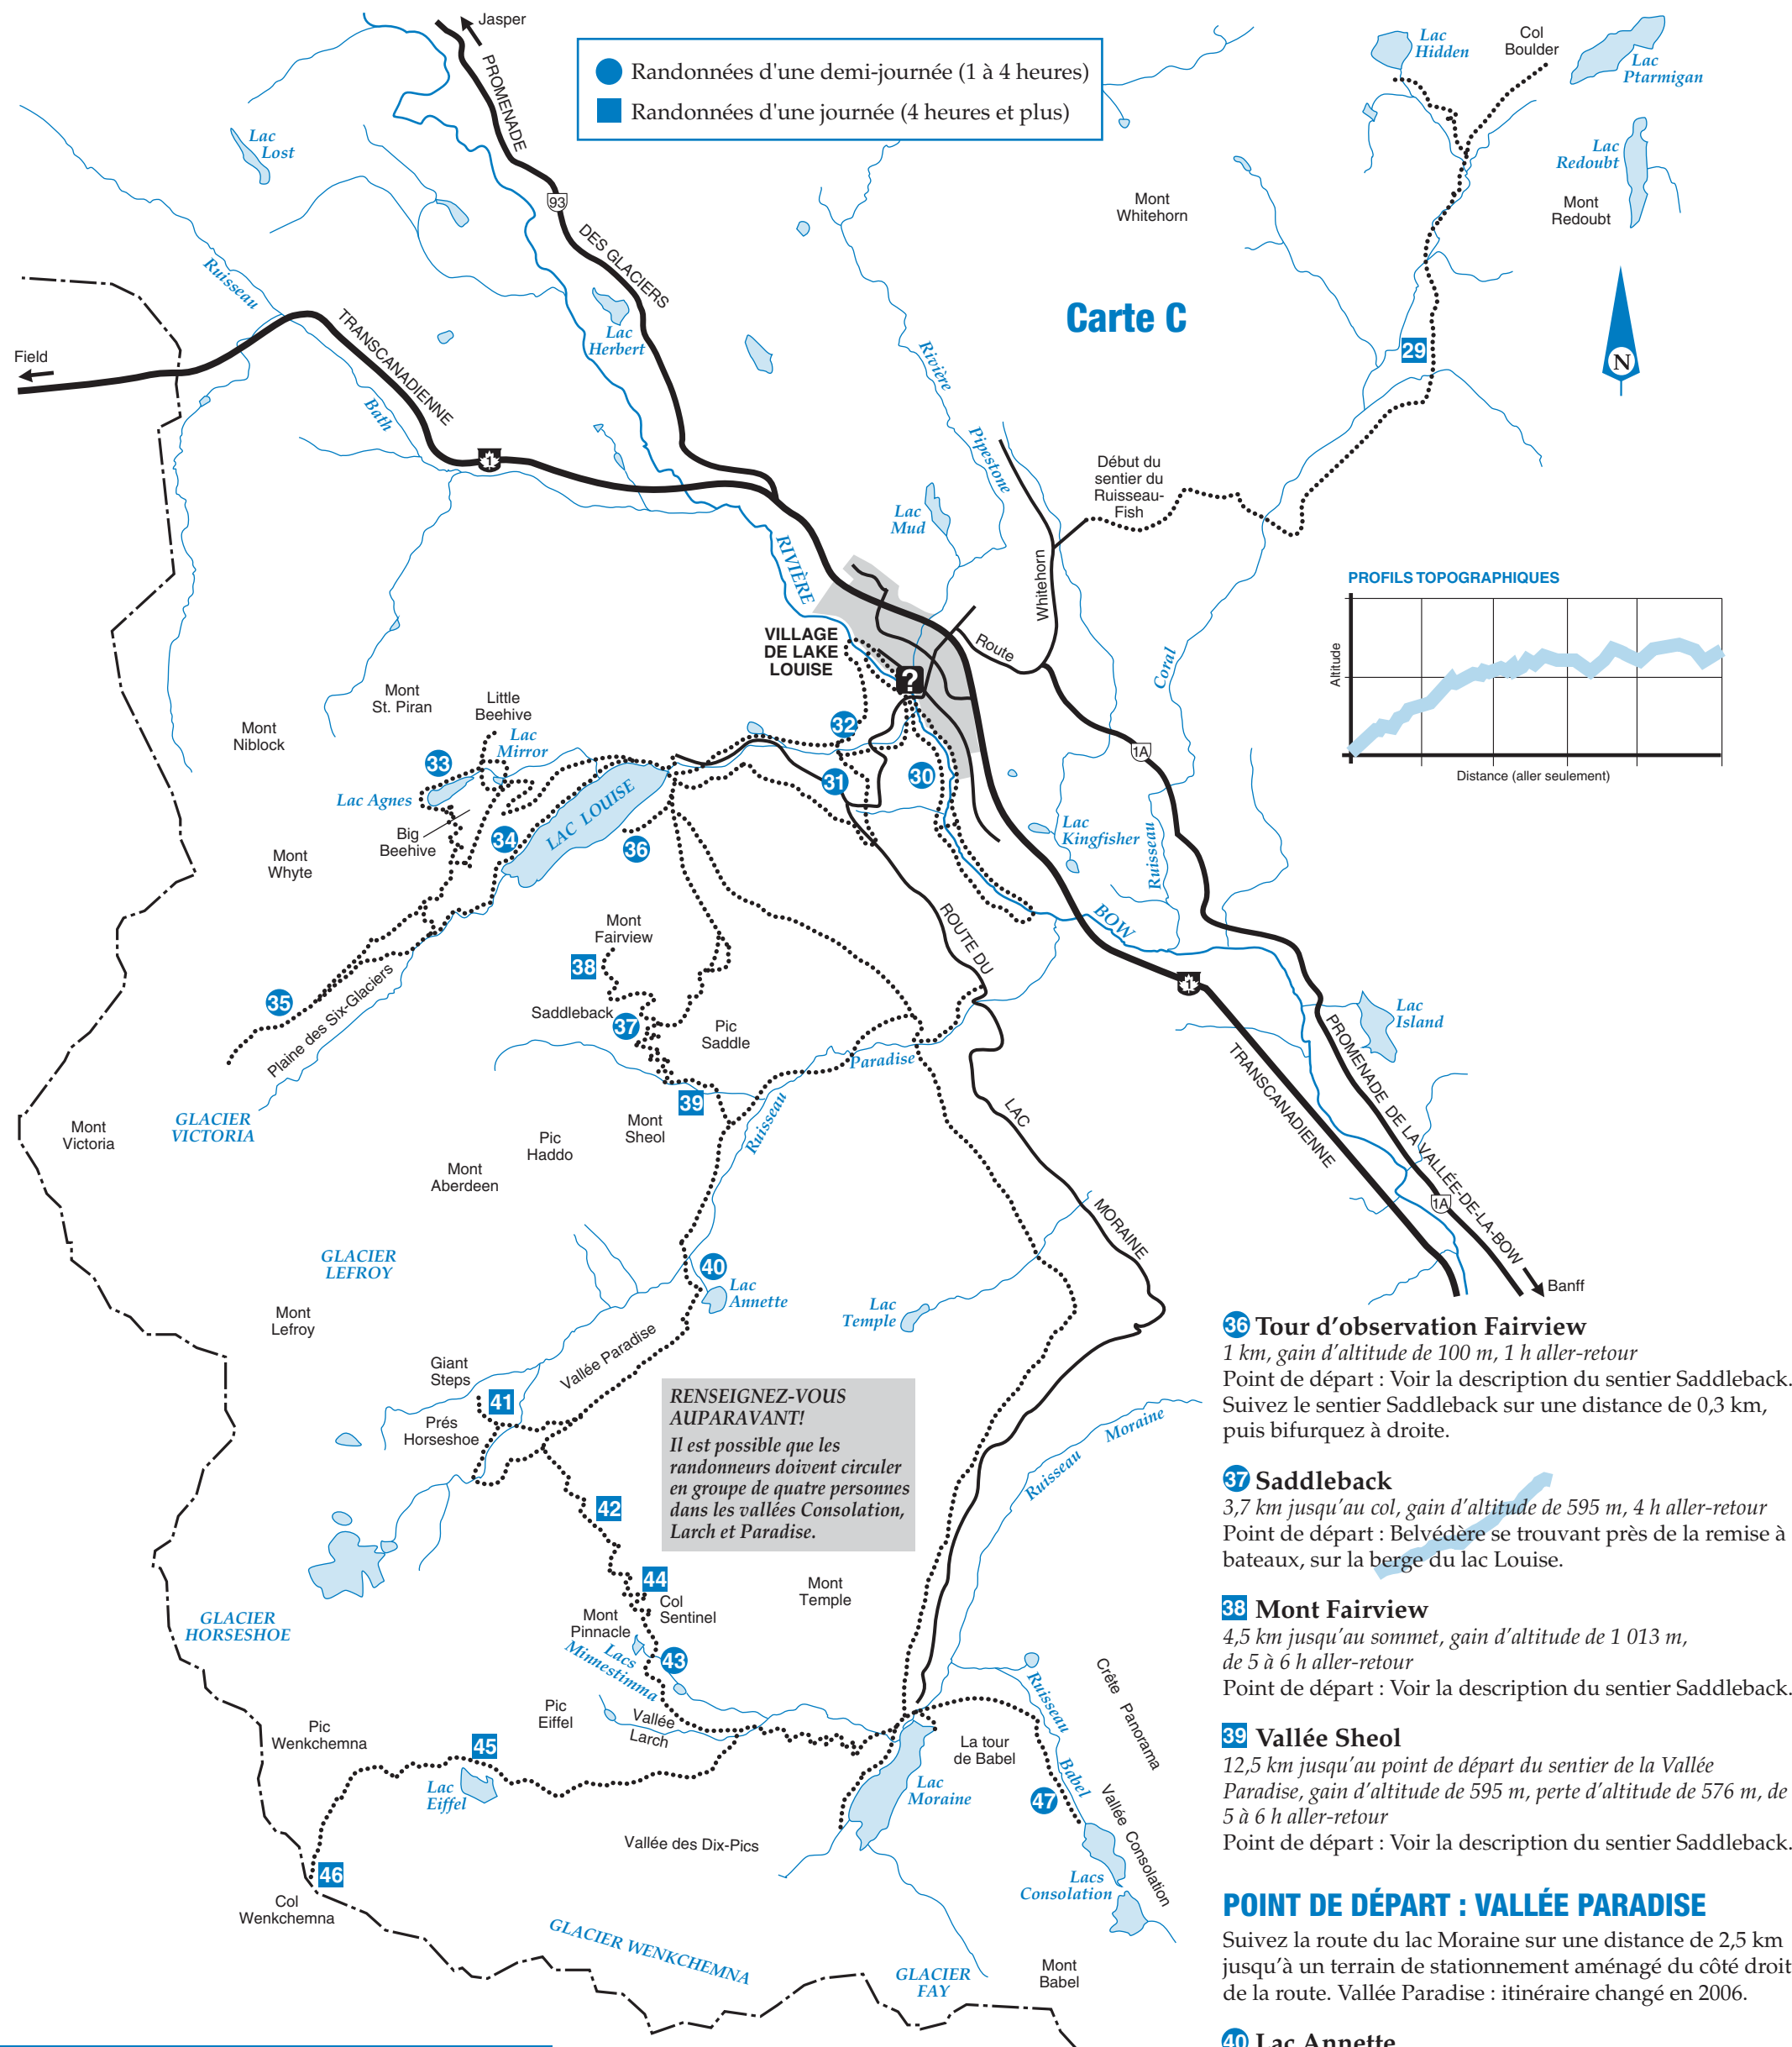 Jasper
PROMENADE
93
DES GLACIERS
Randonnées d'une demi-journée (1 à 4 heures)
Randonnées d'une journée (4 heures et plus)
Lac
Hidden
Col
Boulder
Lac
Ptarmigan
Lac
Lost
Lac
Redoubt
Mont
Redoubt
Mont
Whitehorn
Ruisseau
Bath
Lac
Herbert
Carte C
N
29
Field
TRANSCANADIENNE
1
Rivière
Pipestone
Début du
sentier du
Ruisseau-
Fish
Lac
Mud
RIVIÈRE
Whitehorn
Route
VILLAGE
DE LAKE
LOUISE
?
PROFILS TOPOGRAPHIQUES
Altitude
Distance (aller seulement)
Coral
Ruisseau
1A
Mont
St. Piran
Little
Beehive
Lac
Mirror
Mont
Niblock
33
Lac Agnes
Big
Beehive
34
LAC LOUISE
36
32
31
30
Lac
Kingfisher
Mont
Whyte
BOW
ROUTE DU
LAC
MORAINE
Mont
Fairview
38
35
Plaine des Six-Glaciers
Saddleback
37
Pic
Saddle
1
Lac
Island
Paradise
Ruisseau
TRANSCANADIENNE
PROMENADE DE LA VALLÉE-DE-LA-BOW
1A
Banff
39
GLACIER
VICTORIA
Mont
Victoria
Mont
Sheol
Pic
Haddo
Mont
Aberdeen
GLACIER
LEFROY
40
Lac
Annette
Lac
Temple
Mont
Lefroy
Vallée Paradise
Giant
Steps
41
Prés
Horseshoe
RENSEIGNEZ-VOUS
AUPARAVANT!
Il est possible que les
randonneurs doivent circuler
en groupe de quatre personnes
dans les vallées Consolation,
Larch et Paradise.
Ruisseau
Moraine
42
44
Col
Sentinel
Mont
Temple
Mont
Pinnacle
GLACIER
HORSESHOE
Lacs
Minnestimma
43
Pic
Eiffel
Vallée
Larch
Pic
Wenkchemna
45
Lac
Eiffel
La tour
de Babel
Lac
Moraine
Ruisseau
Babel
Crête Panorama
47
Vallée Consolation
Vallée des Dix-Pics
46
Col
Wenkchemna
Lacs
Consolation
GLACIER WENKCHEMNA
GLACIER
FAY
Mont
Babel
36 Tour d’observation Fairview
1 km, gain d’altitude de 100 m, 1 h aller-retour
Point de départ : Voir la description du sentier Saddleback.
Suivez le sentier Saddleback sur une distance de 0,3 km,
puis bifurquez à droite.
37 Saddleback
3,7 km jusqu’au col, gain d’altitude de 595 m, 4 h aller-retour
Point de départ : Belvédère se trouvant près de la remise à
bateaux, sur la berge du lac Louise.
38 Mont Fairview
4,5 km jusqu’au sommet, gain d’altitude de 1 013 m,
de 5 à 6 h aller-retour
Point de départ : Voir la description du sentier Saddleback.
39 Vallée Sheol
12,5 km jusqu’au point de départ du sentier de la Vallée
Paradise, gain d’altitude de 595 m, perte d’altitude de 576 m, de
5 à 6 h aller-retour
Point de départ : Voir la description du sentier Saddleback.
POINT DE DÉPART : VALLÉE PARADISE
Suivez la route du lac Moraine sur une distance de 2,5 km
jusqu’à un terrain de stationnement aménagé du côté droit
de la route. Vallée Paradise : itinéraire changé en 2006.
40 Lac Annette